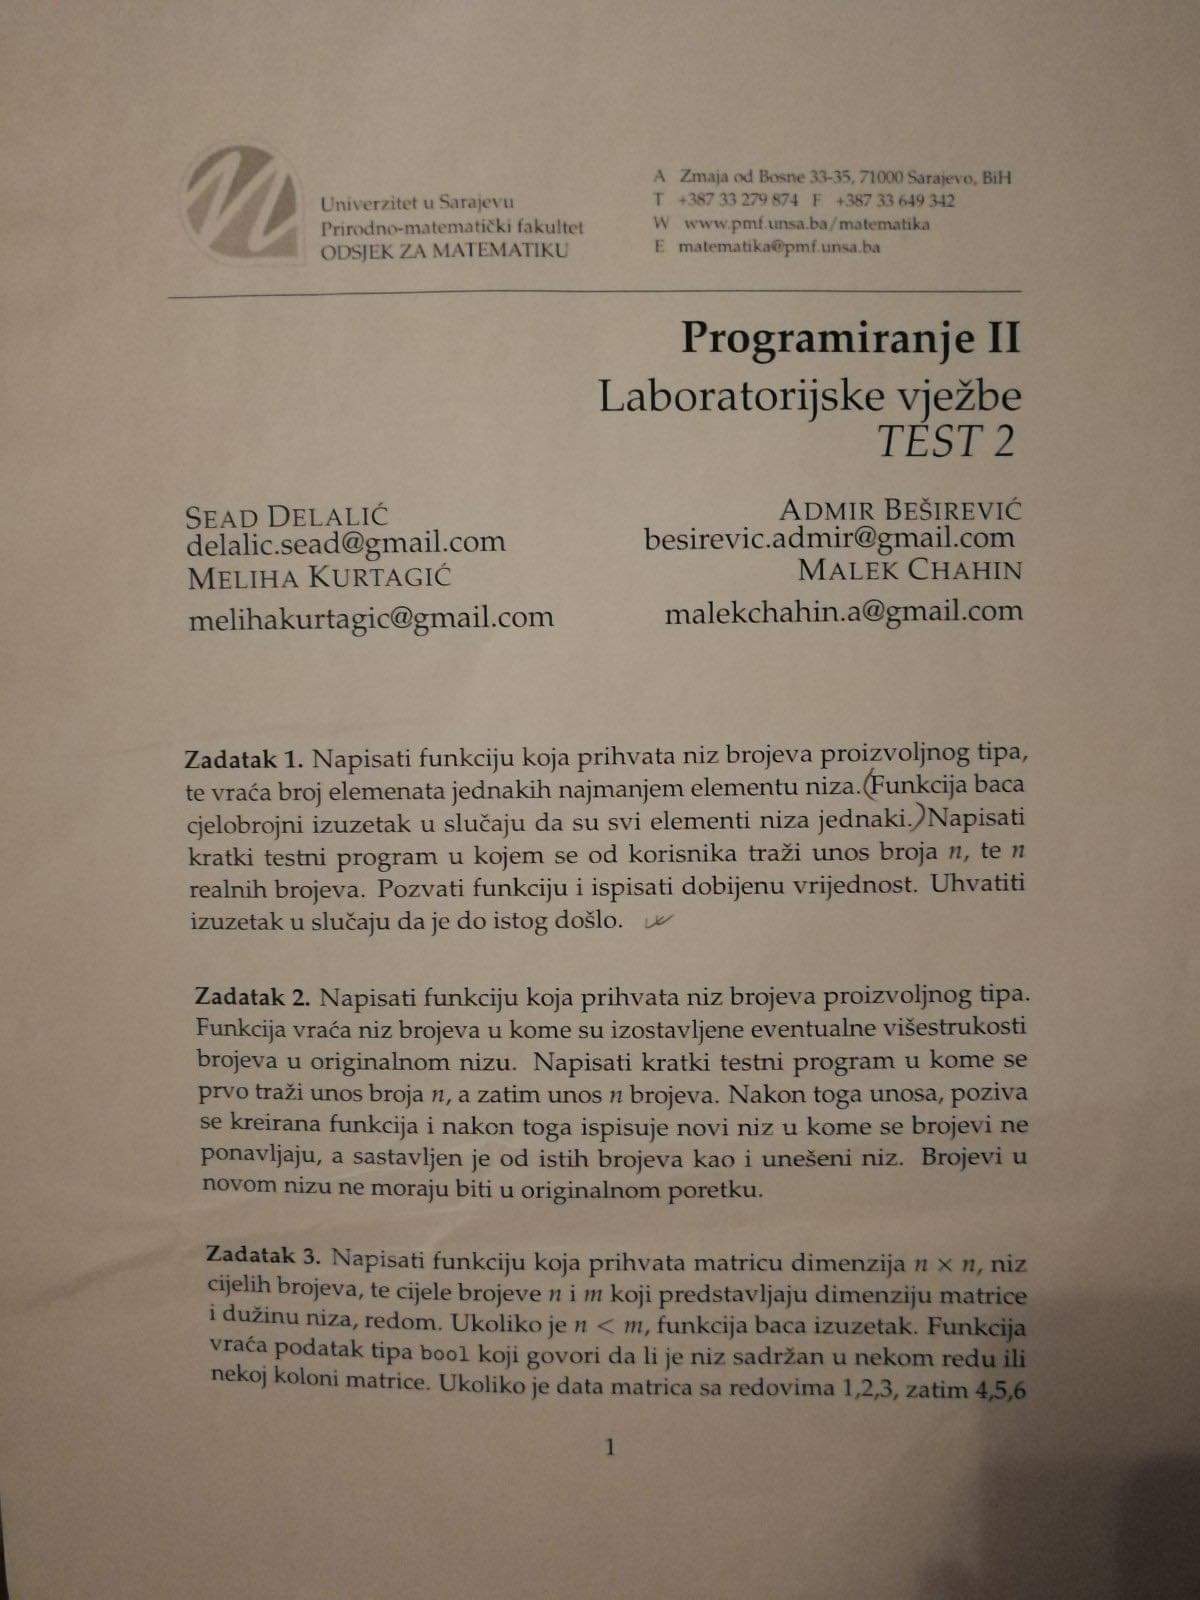 Univerzitet u Sarajevu
Prirodno-matematički fakultet
ODSJEK ZA MATEMATIKU
A Zmaja od Bosne 33-35, 71000 Sarajevo, BiH
T +387 33 279 874 F +387 33 649 342
W www.pmf.unsa.ba/matematika
E matematika@pmf.unsa.ba
Programiranje II
Laboratorijske vježbe
TEST 2
SEAD DELALIĆ
delalic.sead@gmail.com
MELIHA KURTAGIĆ
melihakurtagic@gmail.com
ADMIR BEŠIREVIĆ
besirevic.admir@gmail.com
MALEK CHAHIN
malekchahin.a@gmail.com
Zadatak 1. Napisati funkciju koja prihvata niz brojeva proizvoljnog tipa,
te vraća broj elemenata jednakih najmanjem elementu niza. (Funkcija baca
cjelobrojni izuzetak u slučaju da su svi elementi niza jednaki.) Napisati
kratki testni program u kojem se od korisnika traži unos broja n, te n
realnih brojeva. Pozvati funkciju i ispisati dobijenu vrijednost. Uhvatiti
izuzetak u slučaju da je do istog došlo.
Zadatak 2. Napisati funkciju koja prihvata niz brojeva proizvoljnog tipa.
Funkcija vraća niz brojeva u kome su izostavljene eventualne višestrukosti
brojeva u originalnom nizu. Napisati kratki testni program u kome se
prvo traži unos broja n, a zatim unos n brojeva. Nakon toga unosa, poziva
se kreirana funkcija i nakon toga ispisuje novi niz u kome se brojevi ne
ponavljaju, a sastavljen je od istih brojeva kao i unešeni niz. Brojevi u
novom nizu ne moraju biti u originalnom poretku.
Zadatak 3. Napisati funkciju koja prihvata matricu dimenzija n × n, niz
cijelih brojeva, te cijele brojeve n i m koji predstavljaju dimenziju matrice
i dužinu niza, redom. Ukoliko je n < m, funkcija baca izuzetak. Funkcija
vraća podatak tipa bool koji govori da li je niz sadržan u nekom redu ili
nekoj koloni matrice. Ukoliko je data matrica sa redovima 1,2,3, zatim 4,5,6
1